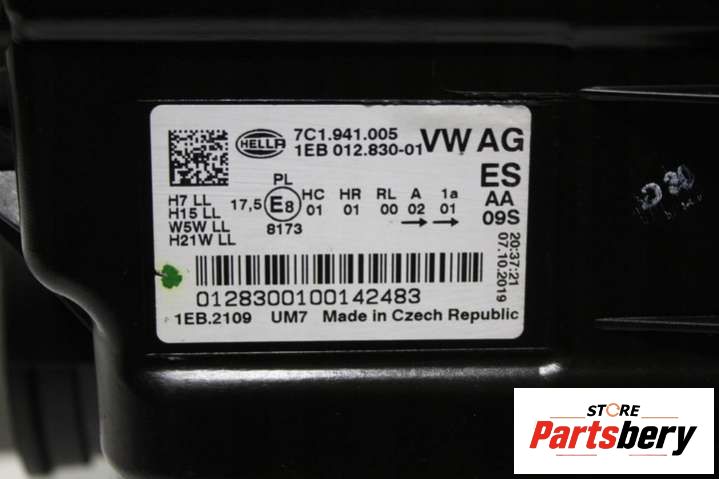 HELLA 7C1.941.005 VW AG
1EB 012.830-01
ES
AA
09S
PL
H7 LL
H15 LL
W5W LL
H21W LL
17,5 E8 8173
HC HR RL A 1a
01 01 00 02 01
20:37:21
07.10.2019
0128300100142483
1EB.2109 UM7 Made in Czech Republic
STORE
Partsbery